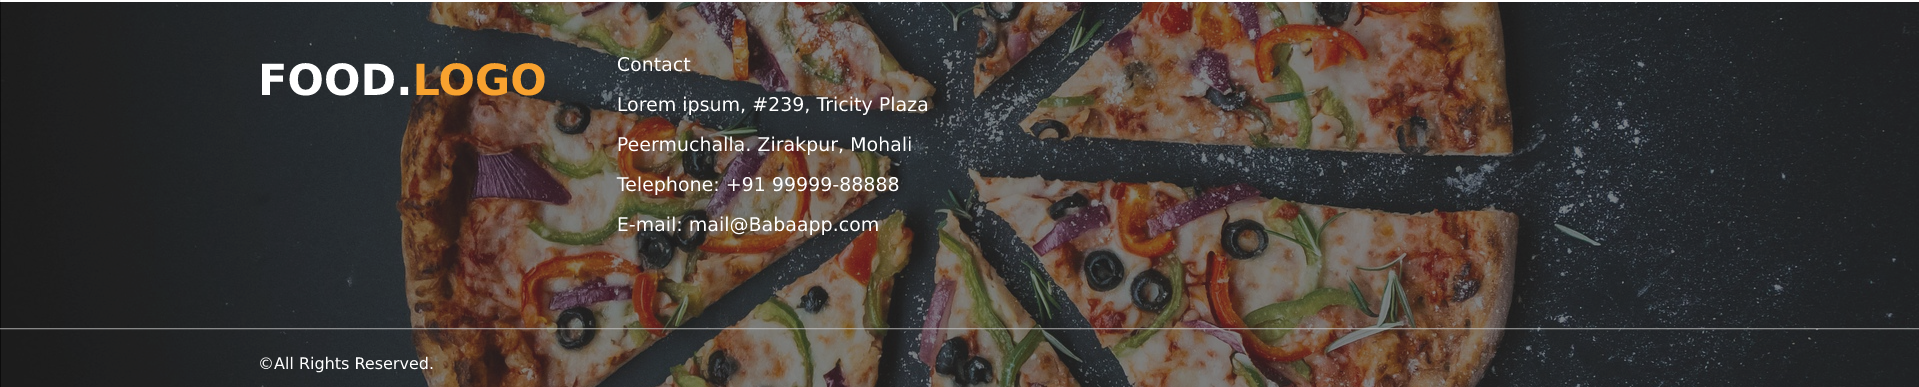 FOOD.LOGO
Contact
Lorem ipsum, #239, Tricity Plaza
Peermuchalla. Zirakpur, Mohali
Telephone: +91 99999-88888
E-mail: mail@Babaapp.com
©All Rights Reserved.